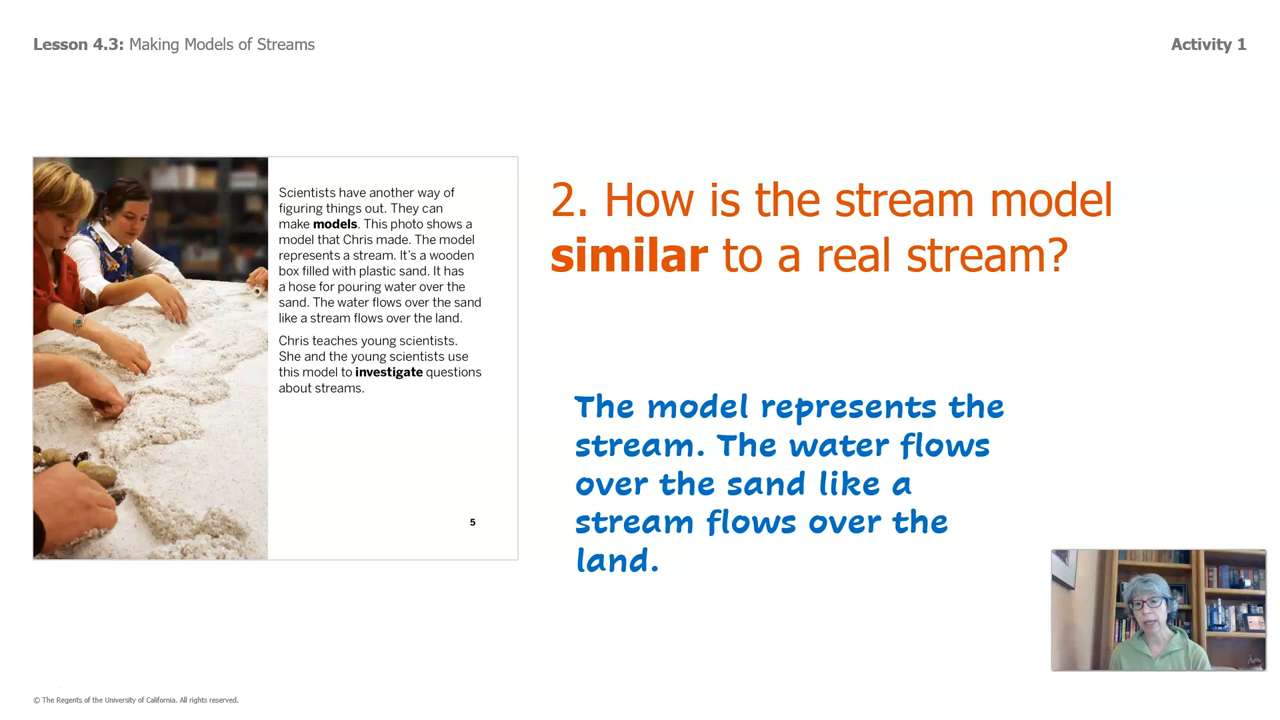 Lesson 4.3: Making Models of Streams
Activity 1
Scientists have another way of
figuring things out. They can
make models. This photo shows a
model that Chris made. The model
represents a stream. It's a wooden
box filled with plastic sand. It has
a hose for pouring water over the
sand. The water flows over the sand
like a stream flows over the land.
Chris teaches young scientists.
She and the young scientists use
this model to investigate questions
about streams.
5
2. How is the stream model
similar to a real stream?
The model represents the
stream. The water flows
over the sand like a
stream flows over the
land.
© The Regents of the University of California. All rights reserved.